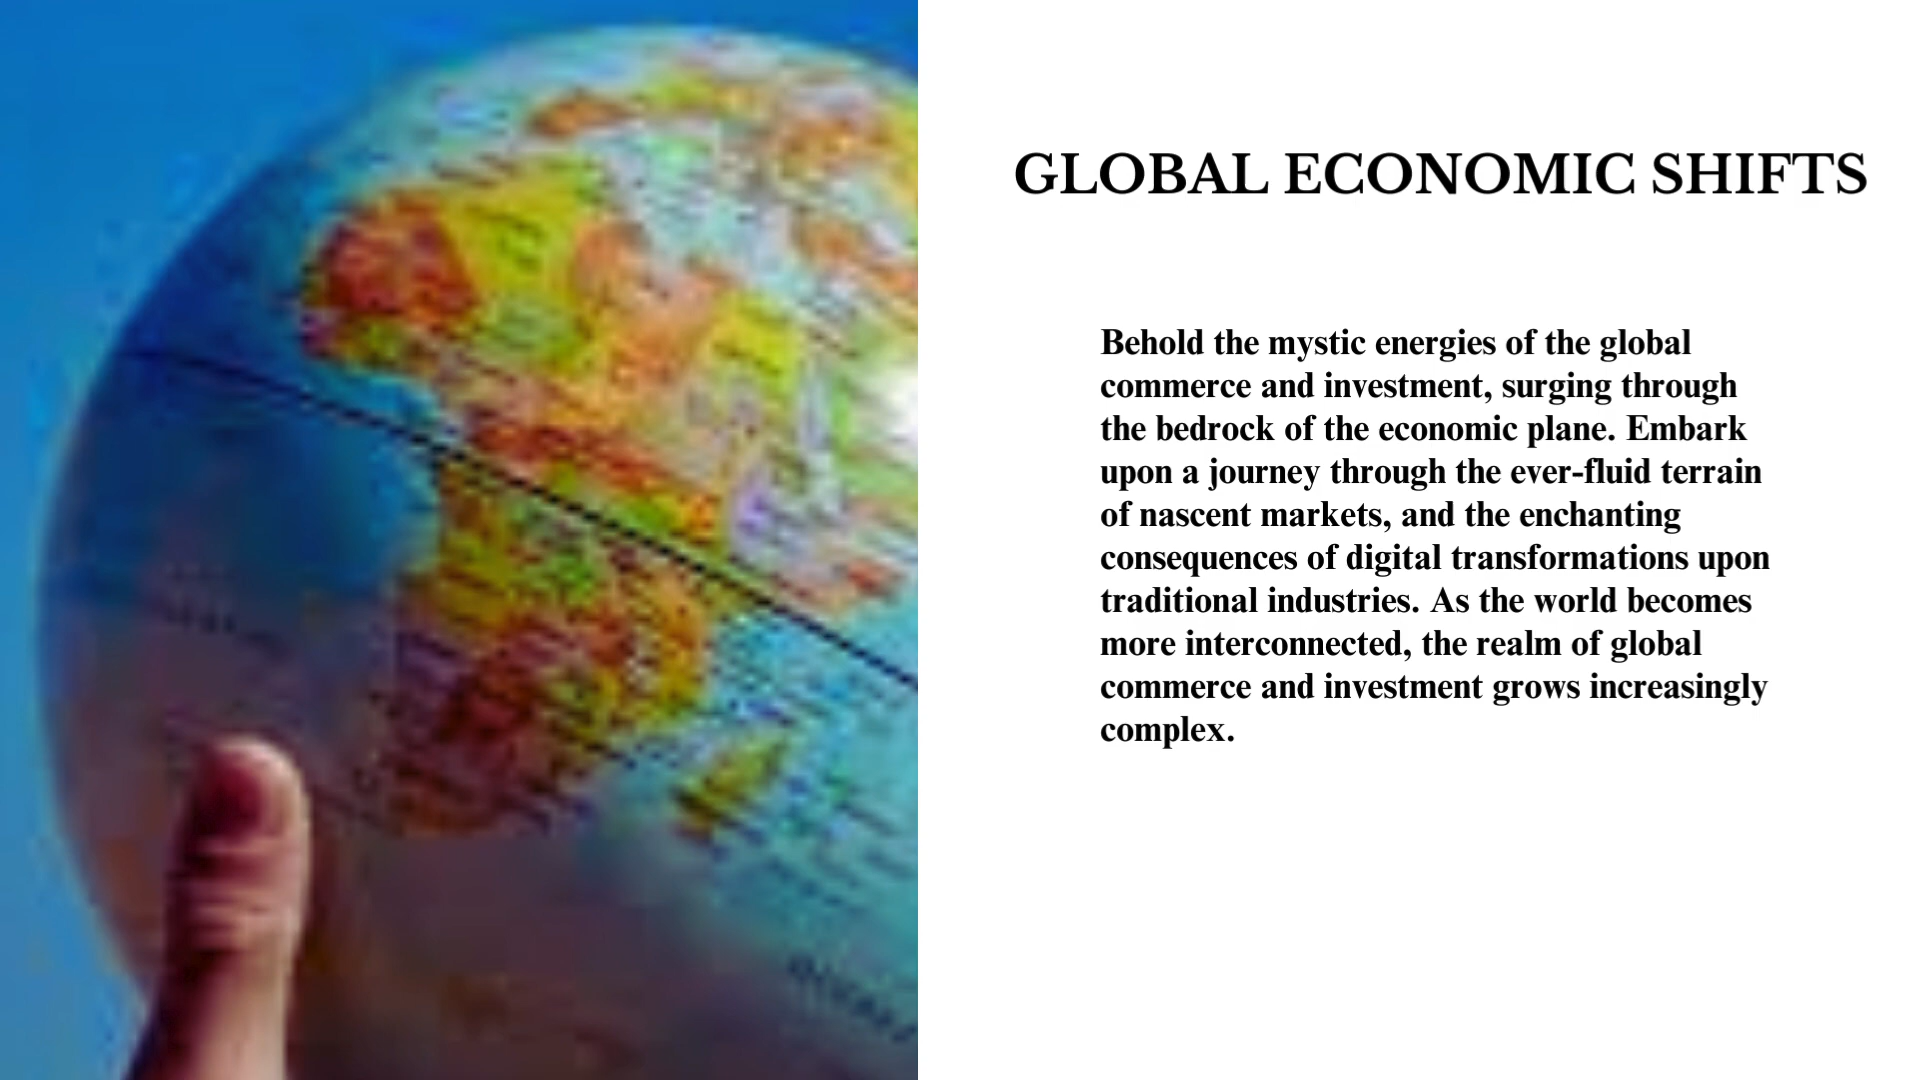 GLOBAL ECONOMIC SHIFTS
Behold the mystic energies of the global
commerce and investment, surging through
the bedrock of the economic plane. Embark
upon a journey through the ever-fluid terrain
of nascent markets, and the enchanting
consequences of digital transformations upon
traditional industries. As the world becomes
more interconnected, the realm of global
commerce and investment grows increasingly
complex.